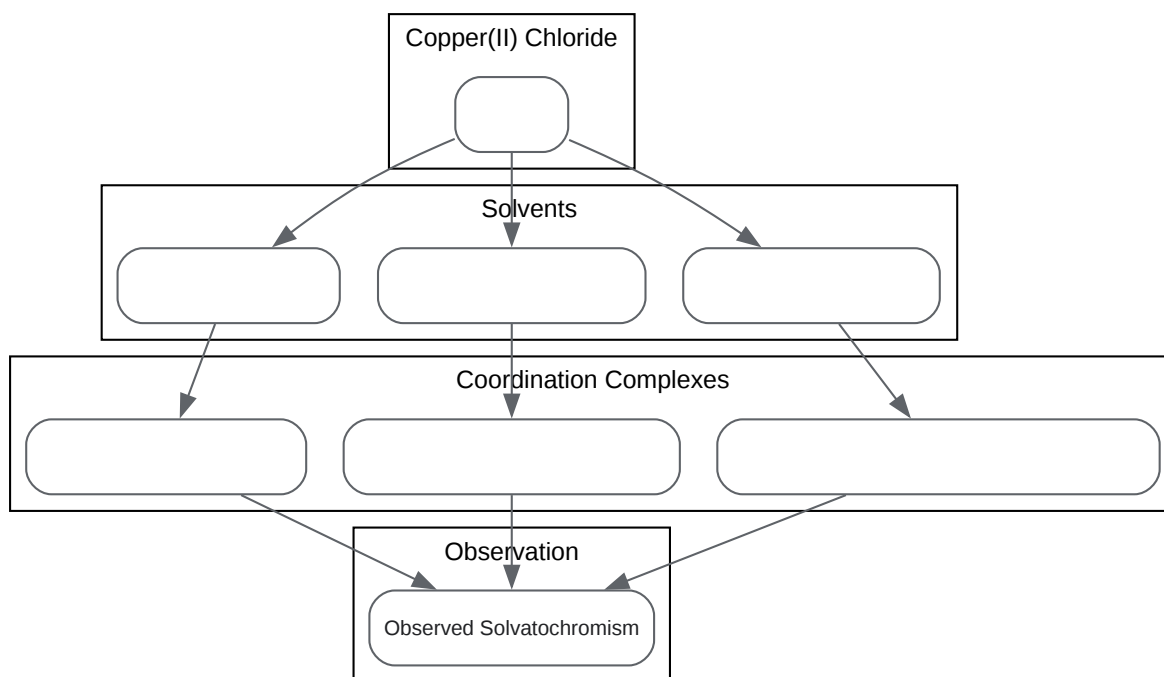 Copper(II) Chloride
Solvents
Coordination Complexes
Observation
Observed Solvatochromism